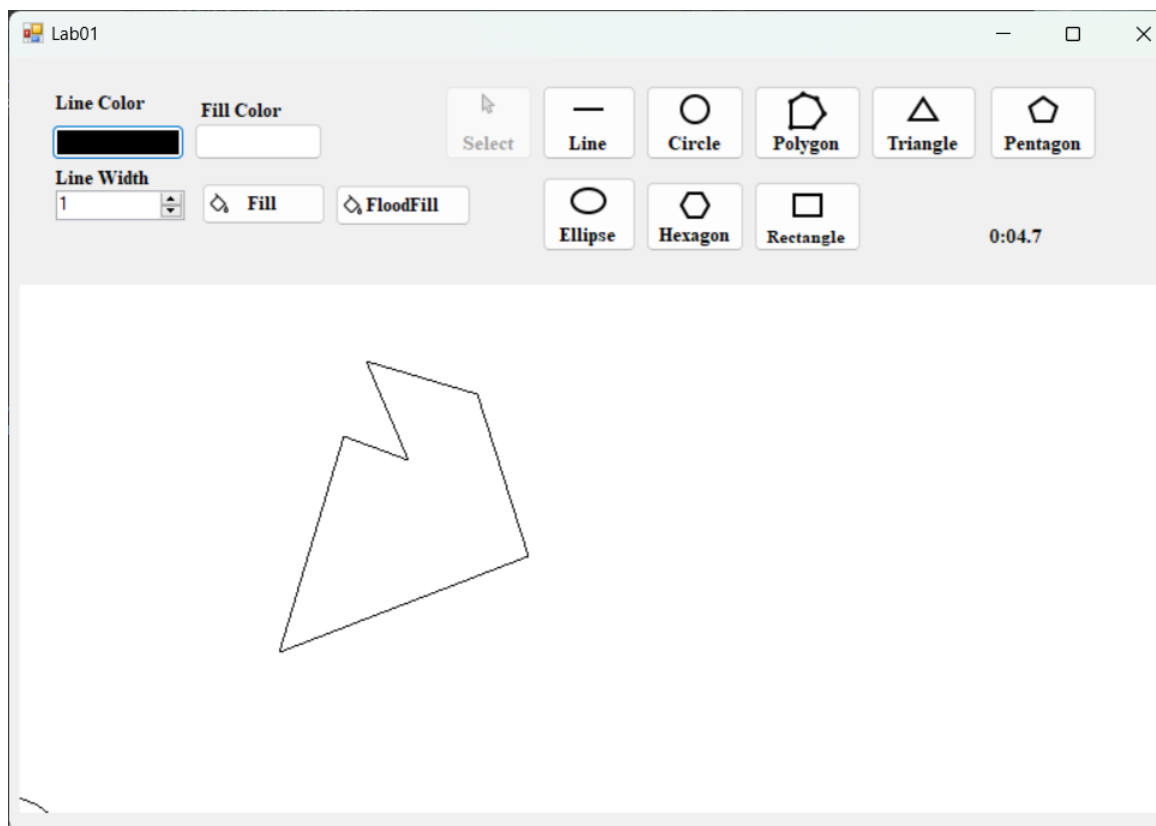 Lab01
Line Color
Fill Color
Select
Line
Circle
Polygon
Triangle
Pentagon
Line Width
1
Fill
FloodFill
Ellipse
Hexagon
Rectangle
0:04.7